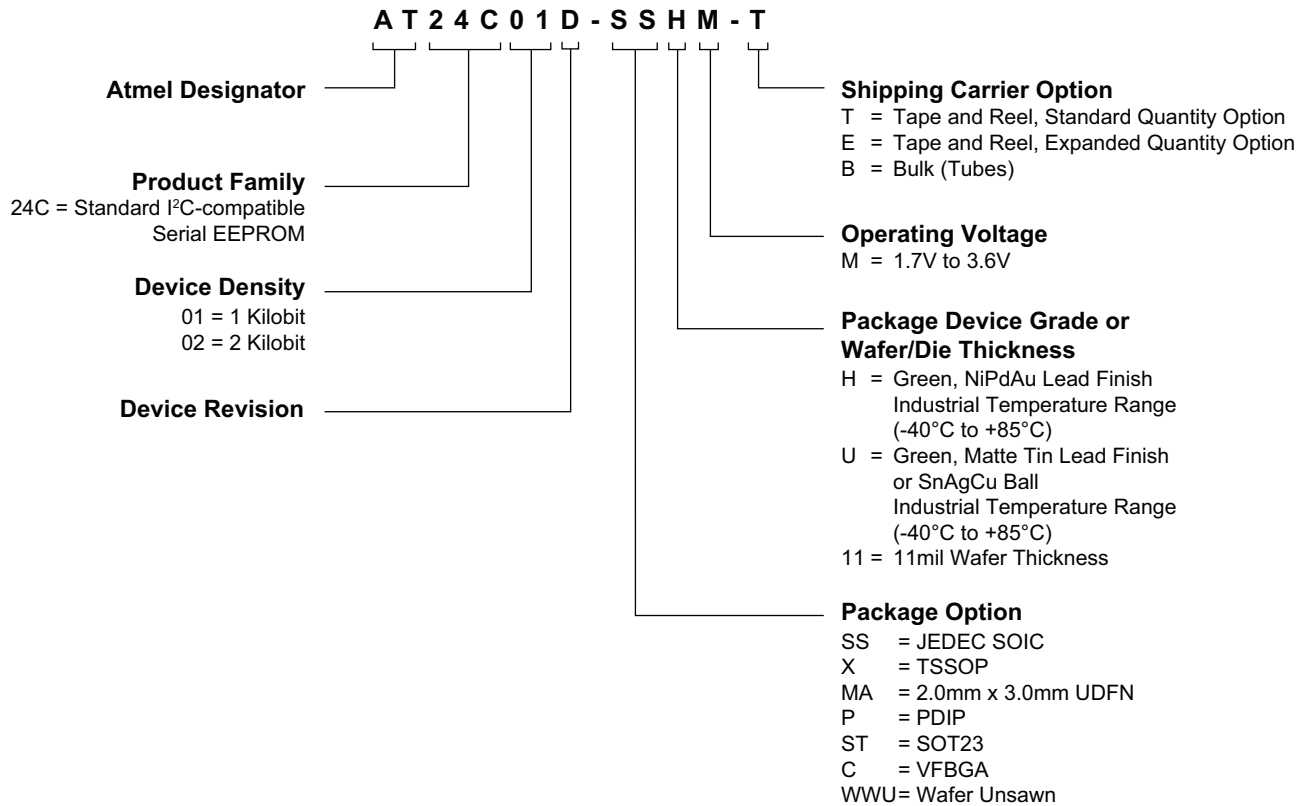 AT24C01D-SSHM-T
Atmel Designator
Product Family
24C = Standard I²C-compatible
Serial EEPROM
Device Density
01 = 1 Kilobit
02 = 2 Kilobit
Device Revision
Shipping Carrier Option
T = Tape and Reel, Standard Quantity Option
E = Tape and Reel, Expanded Quantity Option
B = Bulk (Tubes)
Operating Voltage
M = 1.7V to 3.6V
Package Device Grade or
Wafer/Die Thickness
H = Green, NiPdAu Lead Finish
Industrial Temperature Range
(-40°C to +85°C)
U = Green, Matte Tin Lead Finish
or SnAgCu Ball
Industrial Temperature Range
(-40°C to +85°C)
11 = 11mil Wafer Thickness
Package Option
SS = JEDEC SOIC
X = TSSOP
MA = 2.0mm x 3.0mm UDFN
P = PDIP
ST = SOT23
C = VFBGA
WWU= Wafer Unsawn